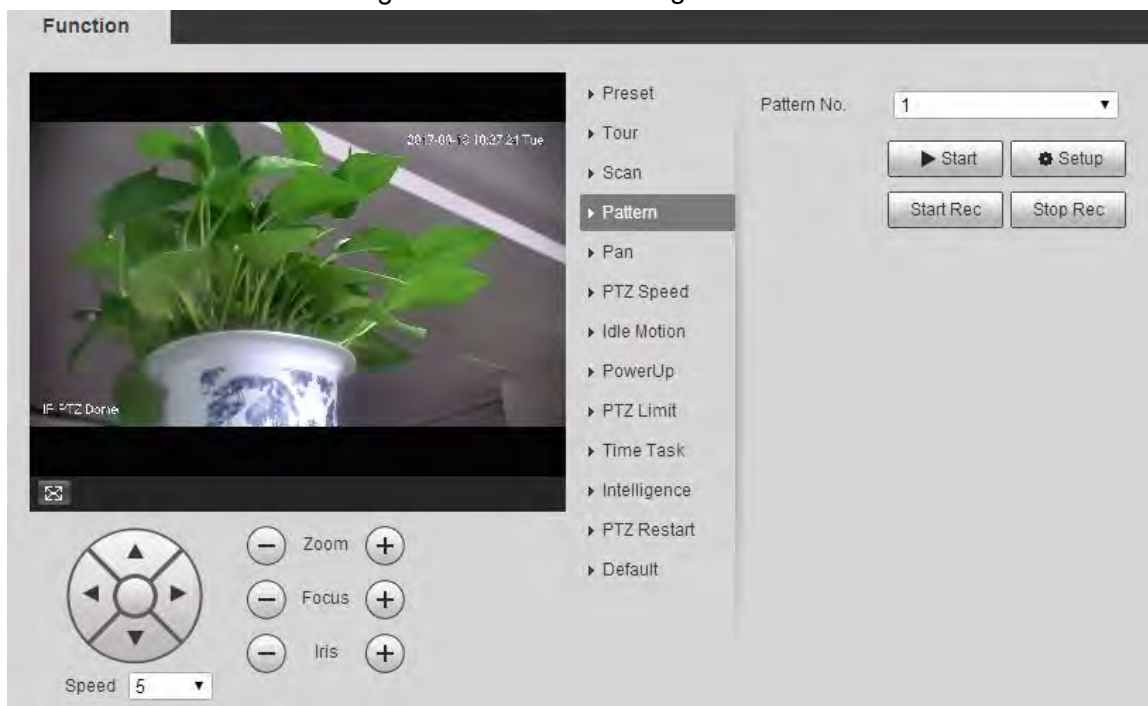 Function
2017-09-13 10:37:24 Tue
IP PTZ Dome
Preset
Tour
Scan
Pattern
Pan
PTZ Speed
Idle Motion
PowerUp
PTZ Limit
Time Task
Intelligence
PTZ Restart
Default
Pattern No.
1
Start
Setup
Start Rec
Stop Rec
Zoom
Focus
Iris
Speed
5